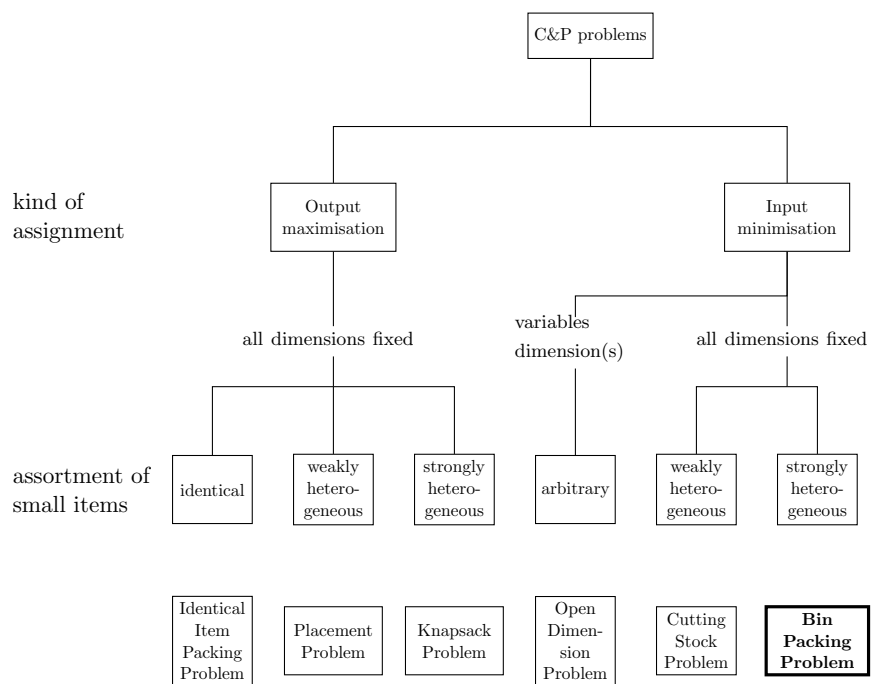 C&P problems
kind of
assignment
Output
maximisation
Input
minimisation
all dimensions fixed
variables
dimension(s)
all dimensions fixed
assortment of
small items
identical
weakly
hetero-
geneous
strongly
hetero-
geneous
arbitrary
weakly
hetero-
geneous
strongly
hetero-
geneous
Identical
Item
Packing
Problem
Placement
Problem
Knapsack
Problem
Open
Dimen-
sion
Problem
Cutting
Stock
Problem
Bin
Packing
Problem